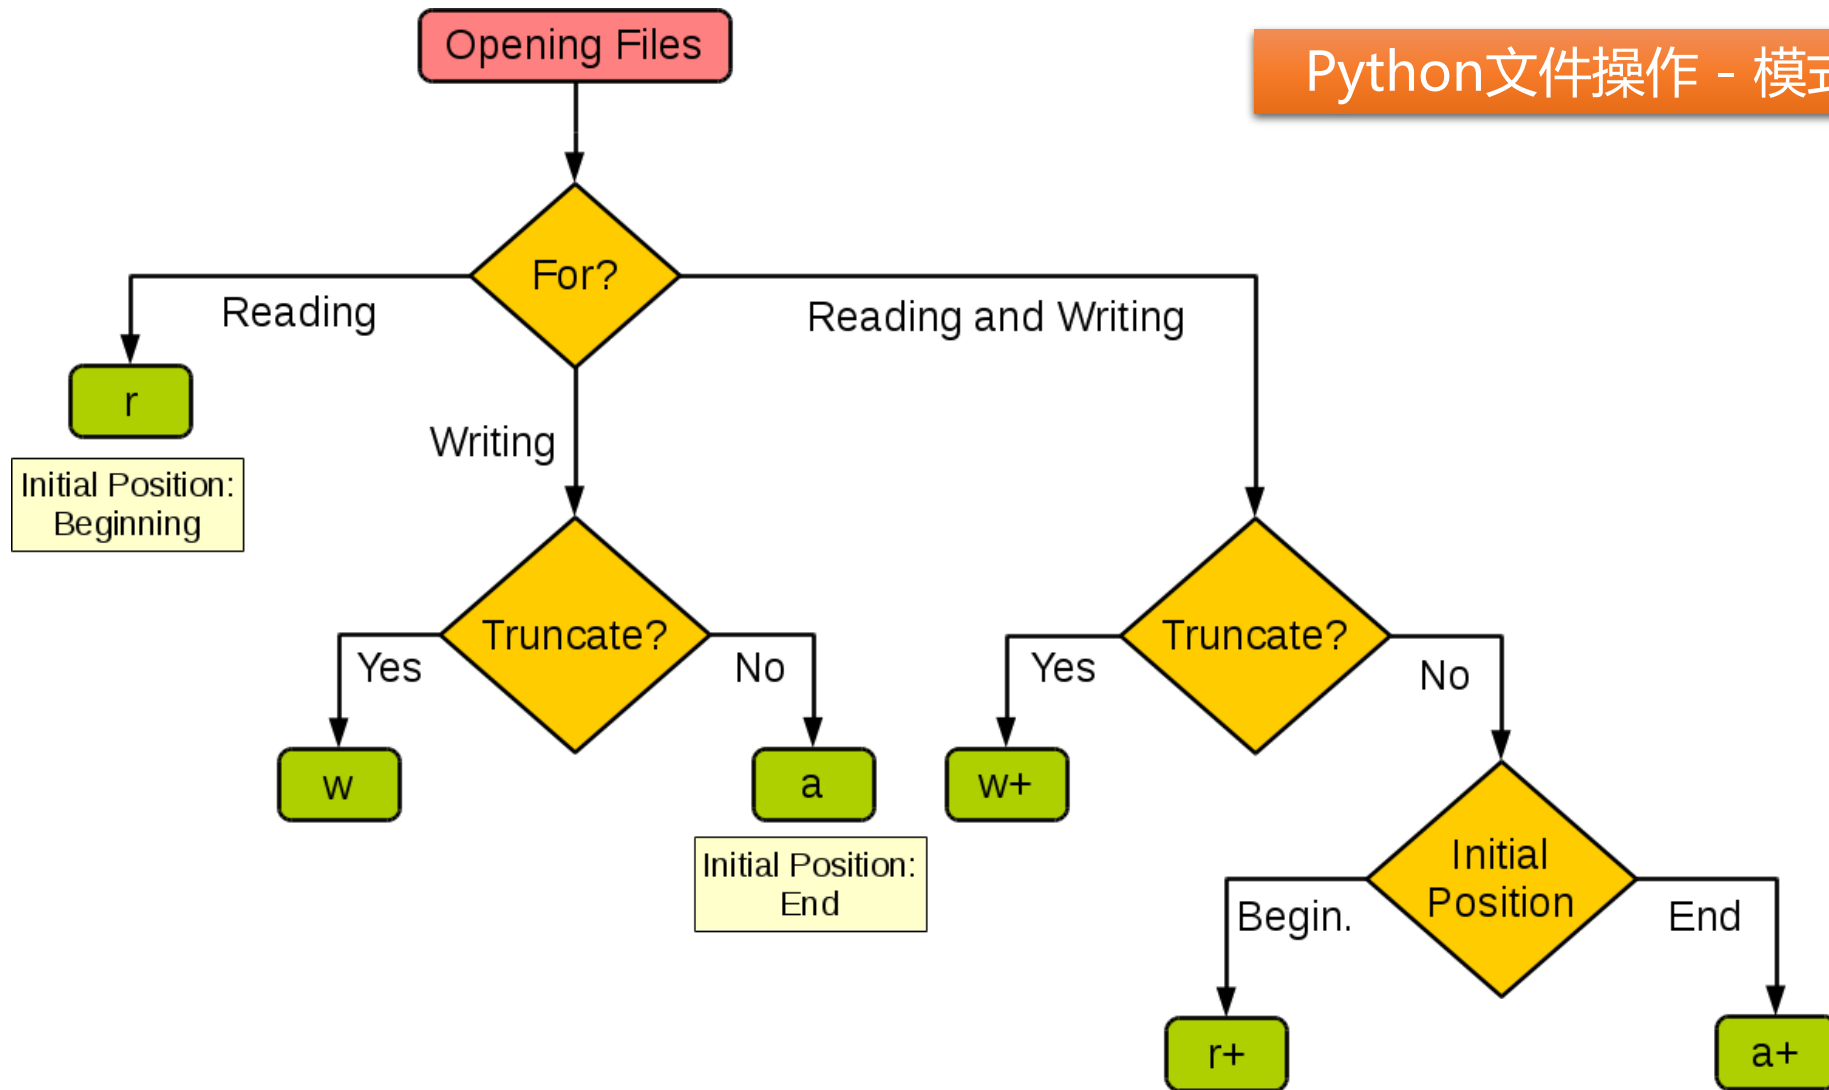 Opening Files
Python文件操作 - 模式
For?
Reading
Reading and Writing
r
Writing
Initial Position:
Beginning
Truncate?
Truncate?
Yes
No
Yes
No
w
a
w+
Initial Position:
End
Initial
Position
Begin.
End
r+
a+